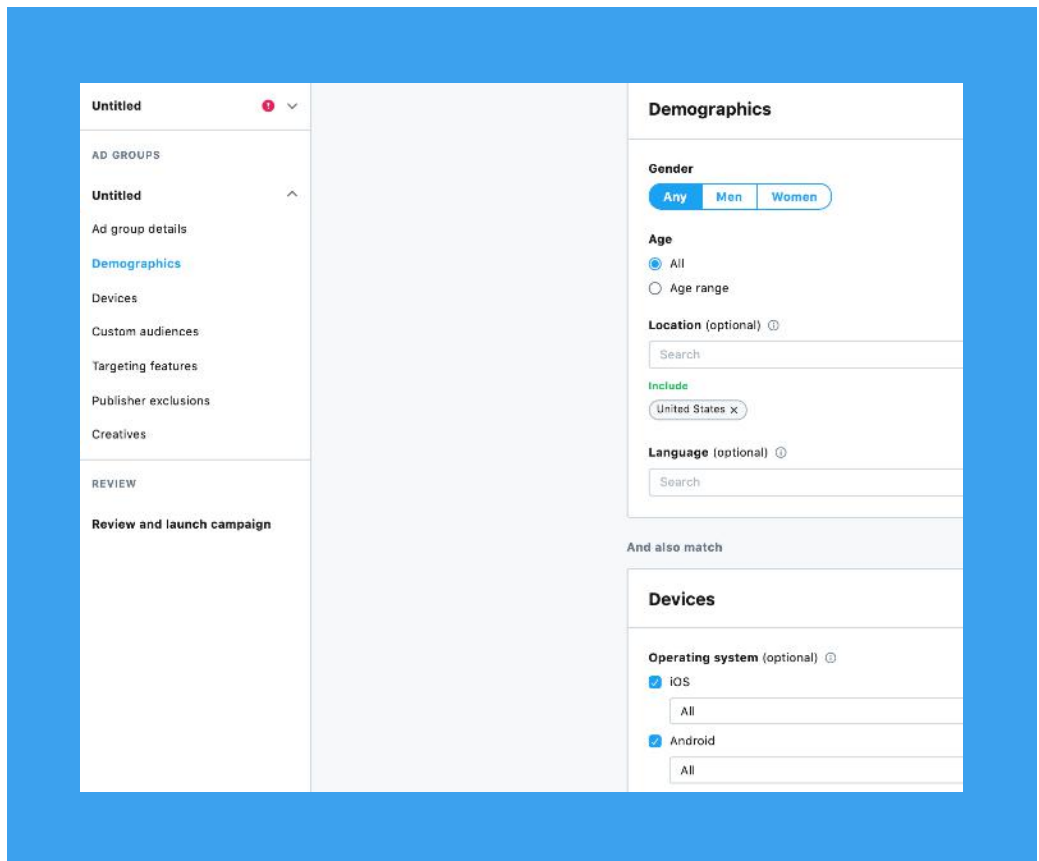 Untitled
AD GROUPS
Untitled
Ad group details
Demographics
Devices
Custom audiences
Targeting features
Publisher exclusions
Creatives
REVIEW
Review and launch campaign
Demographics
Gender
Any Men Women
Age
All
Age range
Location (optional)
Search
Include
United States
Language (optional)
Search
And also match
Devices
Operating system (optional)
iOS
All
Android
All